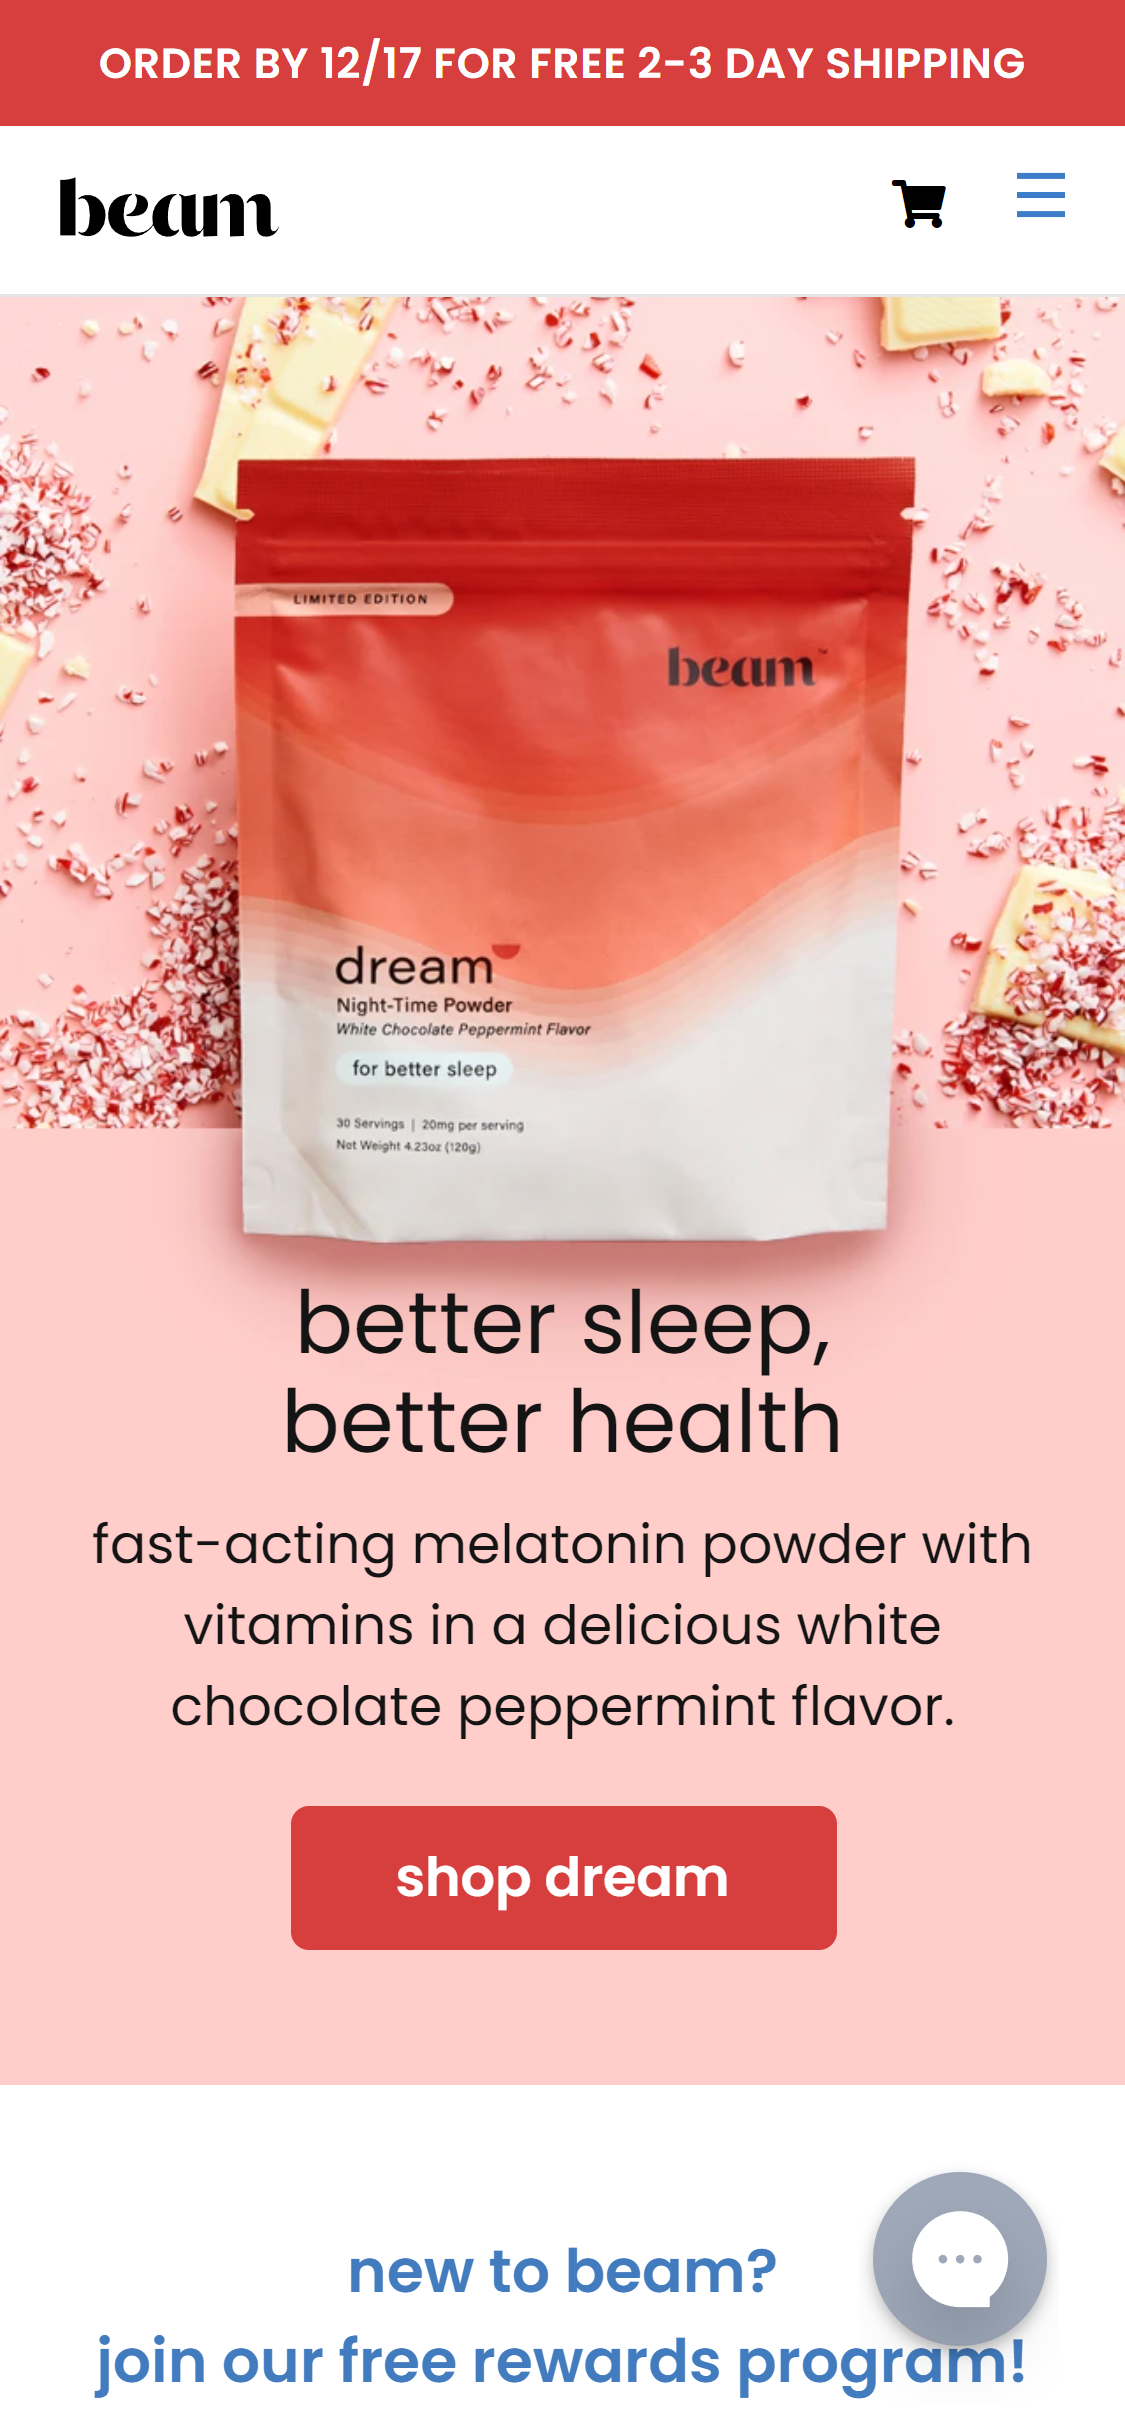 ORDER BY 12/17 FOR FREE 2-3 DAY SHIPPING
beam
LIMITED EDITION
beam™
dream
Night-Time Powder
White Chocolate Peppermint Flavor
for better sleep
30 Servings | 20mg per serving
Net Weight 4.23oz (120g)
better sleep,
better health
fast-acting melatonin powder with
vitamins in a delicious white
chocolate peppermint flavor.
shop dream
new to beam?
join our free rewards program!